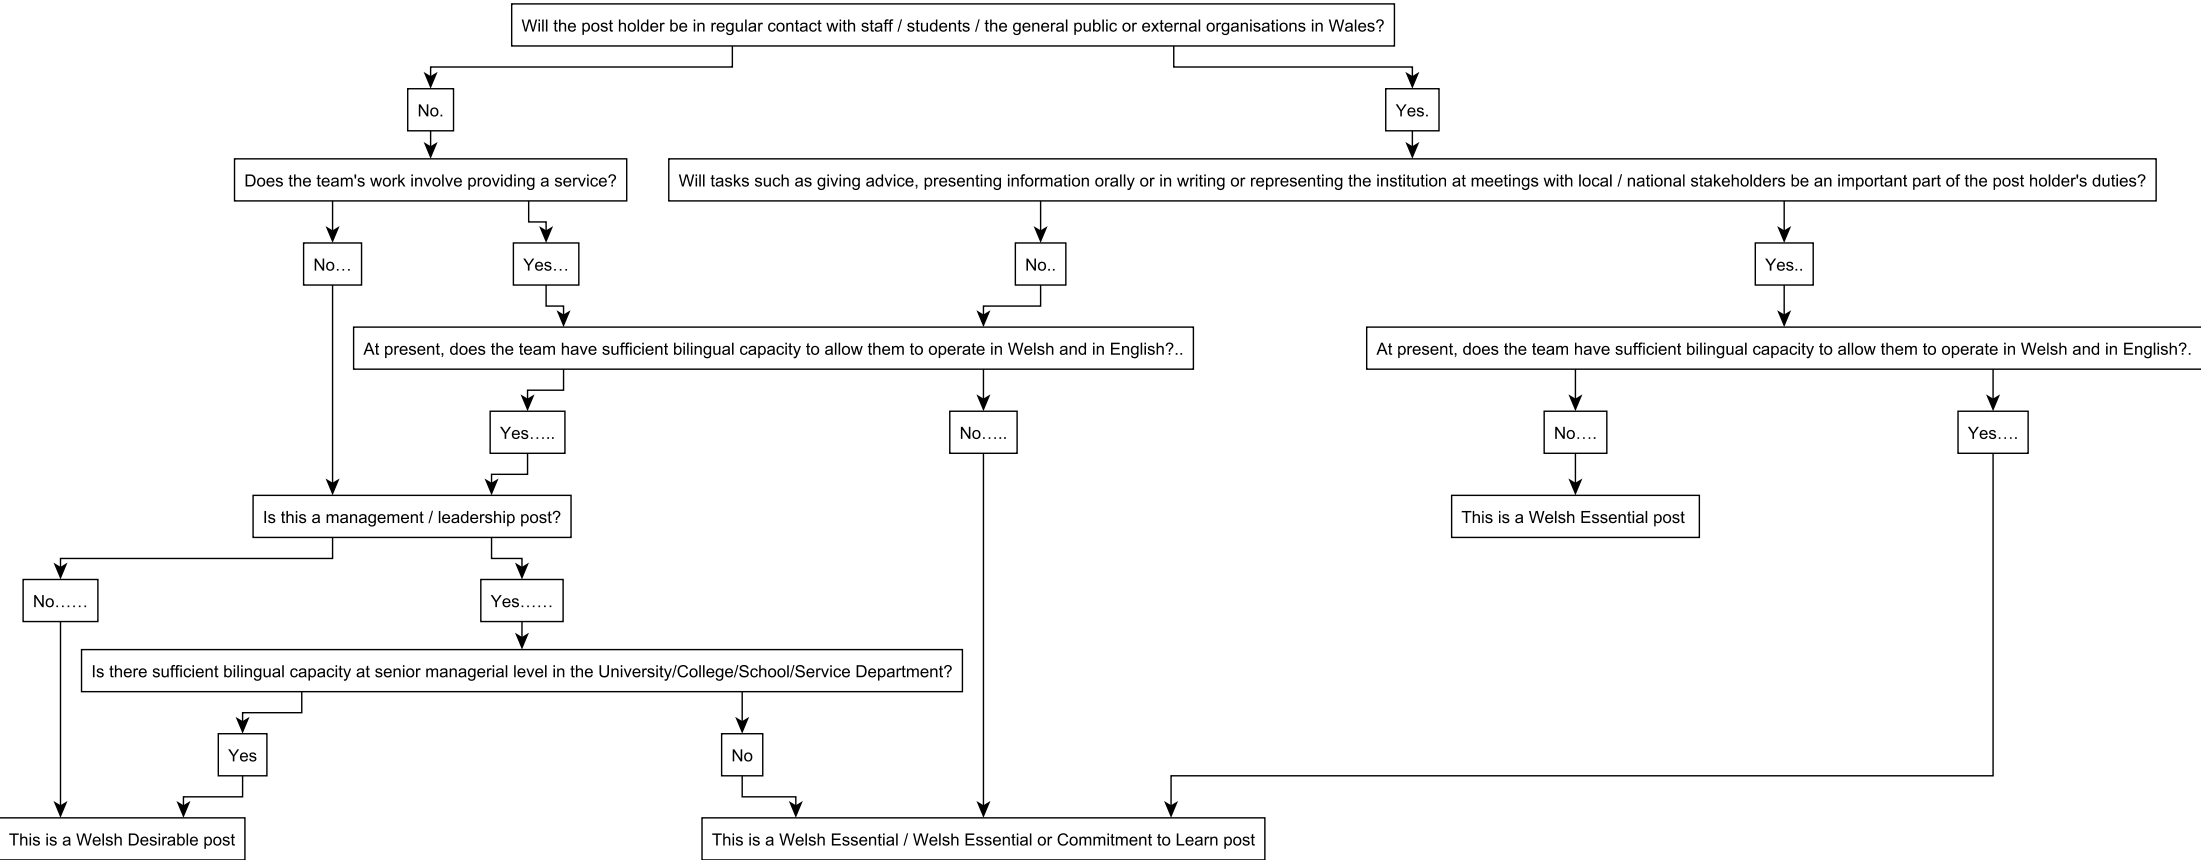 Will the post holder be in regular contact with staff / students / the general public or external organisations in Wales?
No.
Yes.
Does the team's work involve providing a service?
Will tasks such as giving advice, presenting information orally or in writing or representing the institution at meetings with local / national stakeholders be an important part of the post holder's duties?
No…
Yes…
No..
Yes..
At present, does the team have sufficient bilingual capacity to allow them to operate in Welsh and in English?..
At present, does the team have sufficient bilingual capacity to allow them to operate in Welsh and in English?.
Yes…..
No…..
No….
Yes….
Is this a management / leadership post?
This is a Welsh Essential post
No……
Yes……
Is there sufficient bilingual capacity at senior managerial level in the University/College/School/Service Department?
Yes
No
This is a Welsh Desirable post
This is a Welsh Essential / Welsh Essential or Commitment to Learn post